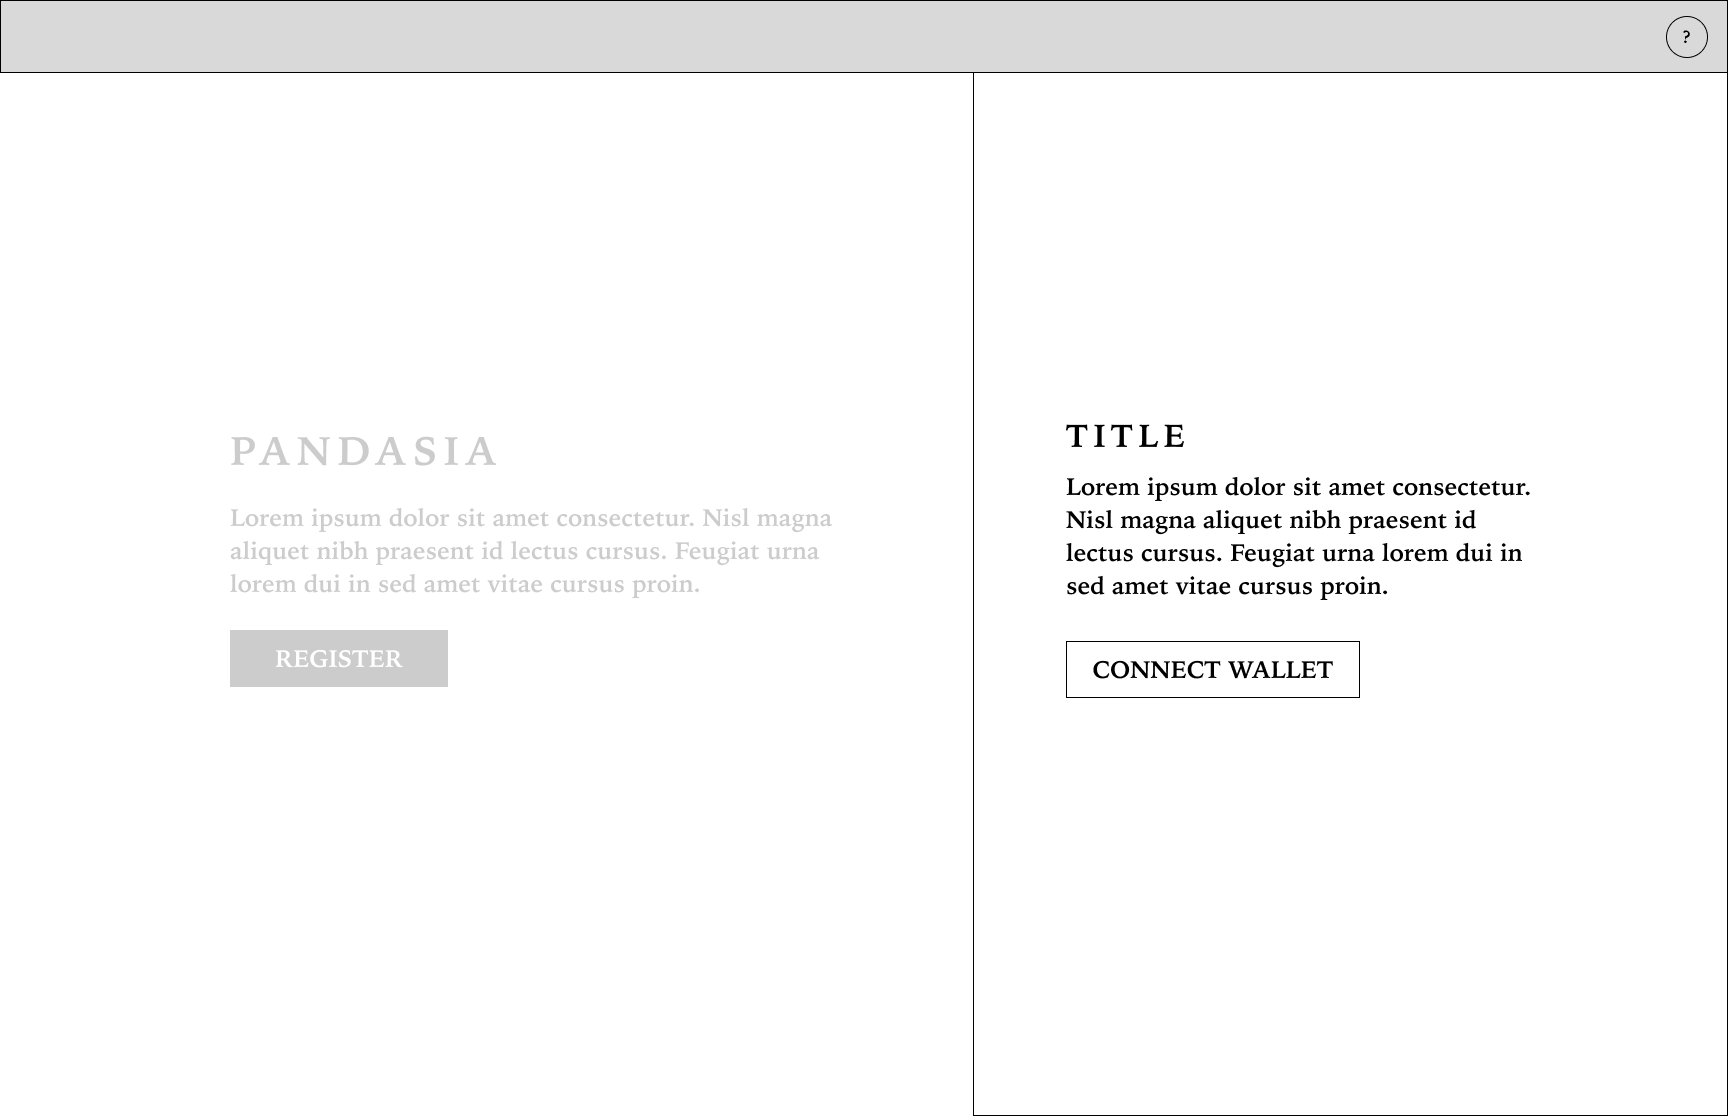 ?
PANDASIA
Lorem ipsum dolor sit amet consectetur. Nisl magna
aliquet nibh praesent id lectus cursus. Feugiat urna
lorem dui in sed amet vitae cursus proin.
REGISTER
TITLE
Lorem ipsum dolor sit amet consectetur.
Nisl magna aliquet nibh praesent id
lectus cursus. Feugiat urna lorem dui in
sed amet vitae cursus proin.
CONNECT WALLET